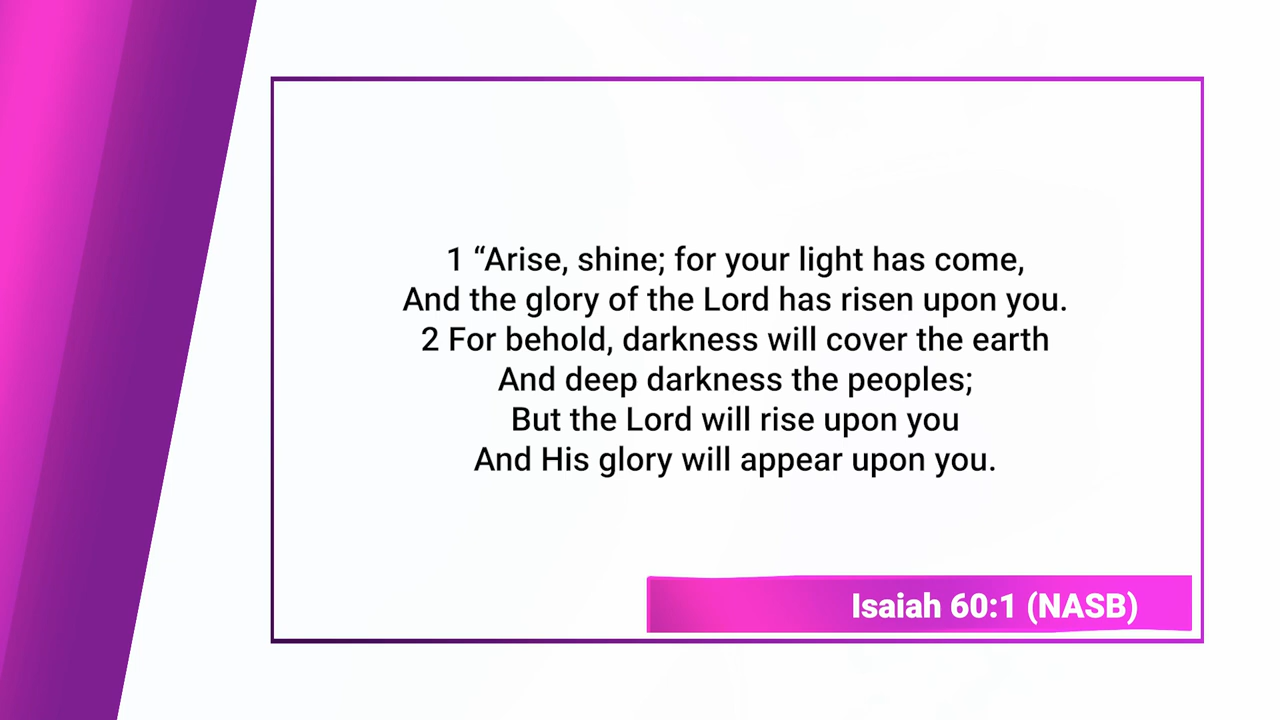 1 “Arise, shine; for your light has come,
And the glory of the Lord has risen upon you.
2 For behold, darkness will cover the earth
And deep darkness the peoples;
But the Lord will rise upon you
And His glory will appear upon you.
Isaiah 60:1 (NASB)